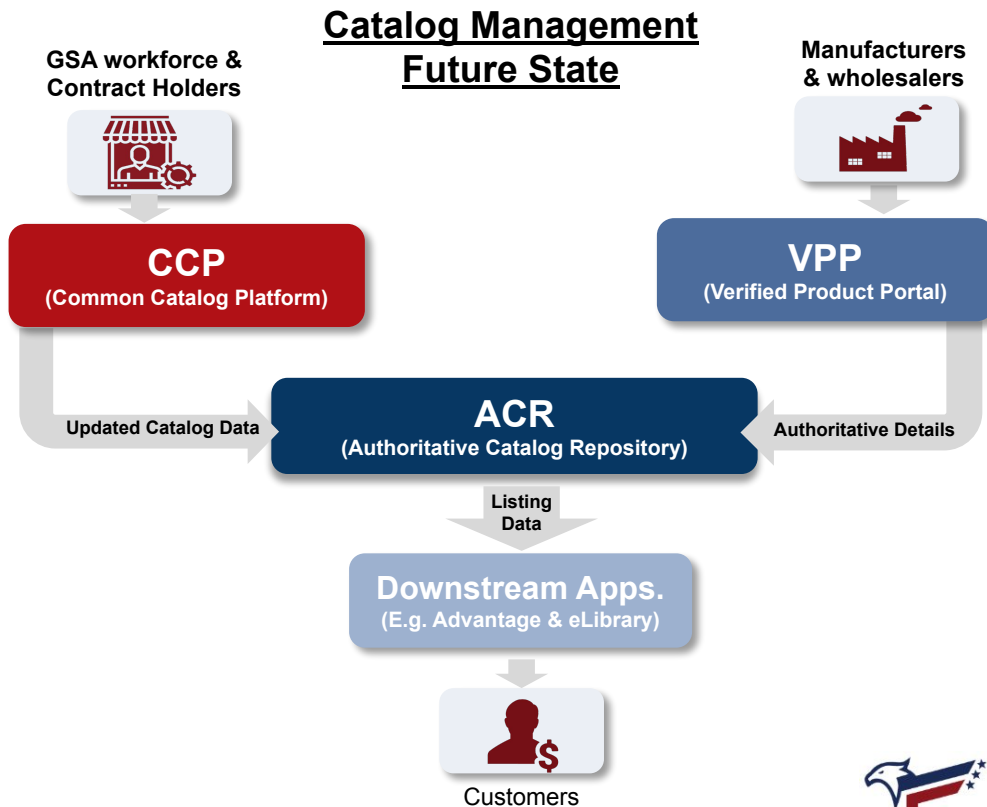 Catalog Management
Future State
GSA workforce &
Contract Holders
Manufacturers
& wholesalers
CCP
(Common Catalog Platform)
VPP
(Verified Product Portal)
ACR
(Authoritative Catalog Repository)
Updated Catalog Data
Authoritative Details
Listing
Data
Downstream Apps.
(E.g. Advantage & eLibrary)
$
Customers